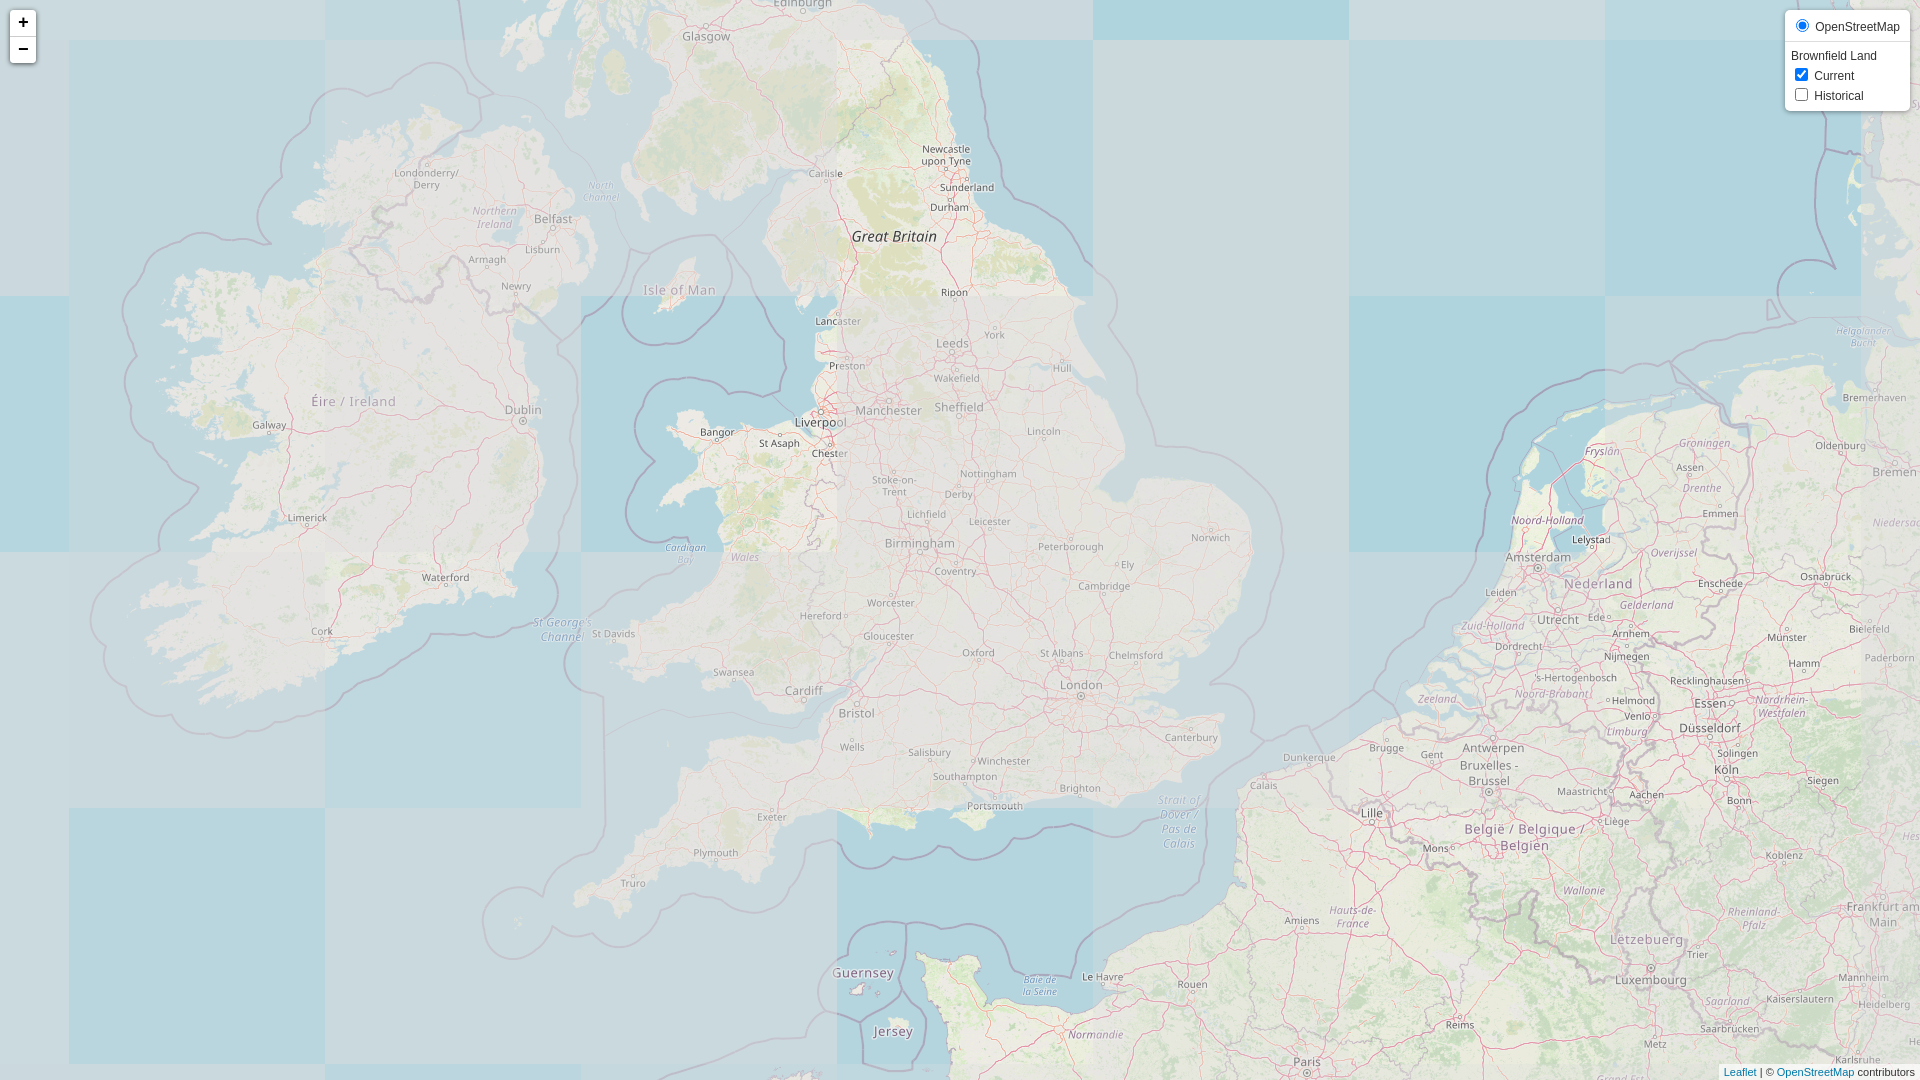 +
−
OpenStreetMap
Brownfield Land
Current
Historical
Edinburgh
Glasgow
Newcastle
upon Tyne
Londonderry/
Derry
North
Channel
Carlisle
Sunderland
Northern
Ireland
Belfast
Durham
Lisburn
Great Britain
Armagh
Newry
Isle of Man
Ripon
Lancaster
York
Helgoländer
Bucht
Leeds
Preston
Hull
Wakefield
Éire / Ireland
Dublin
Manchester
Sheffield
Bremerhaven
Galway
Liverpool
Bangor
Lincoln
St Asaph
Groningen
Oldenburg
Chester
Fryslân
Assen
Bremen
Nottingham
Stoke-on-
Trent
Derby
Drenthe
Limerick
Lichfield
Leicester
Emmen
Noord-Holland
Niedersa
Birmingham
Peterborough
Norwich
Lelystad
Cardigan
Bay
Wales
Amsterdam
Overijssel
Waterford
Coventry
Ely
Cambridge
Nederland
Enschede
Osnabrück
Leiden
Worcester
Gelderland
Hereford
Utrecht
Ede
St George's
Channel
St Davids
Cork
Gloucester
Zuid-Holland
Arnhem
Bielefeld
Münster
Oxford
St Albans
Chelmsford
Dordrecht
Nijmegen
Paderborn
Hamm
Swansea
Cardiff
London
's-Hertogenbosch
Recklinghausen
Noord-Brabant
Zeeland
Helmond
Essen
Nordrhein-
Westfalen
Bristol
Venlo
Düsseldorf
Limburg
Canterbury
Wells
Salisbury
Brugge
Gent
Antwerpen
Dunkerque
Solingen
Winchester
Bruxelles -
Brussel
Köln
Southampton
Siegen
Calais
Brighton
Maastricht
Aachen
Bonn
Portsmouth
Strait of
Dover /
Pas de
Calais
Lille
Exeter
Liège
België / Belgique /
Belgien
Mons
Plymouth
Koblenz
Truro
Wallonie
Hauts-de-
France
Rheinland-
Pfalz
Frankfurt am
Main
Amiens
Lëtzebuerg
Trier
Guernsey
Le Havre
Baie de
la Seine
Rouen
Luxembourg
Mannheim
Kaiserslautern
Saarland
Heidelberg
Jersey
Normandie
Reims
Saarbrücken
Metz
Paris
Karlsruhe
Grand Est
Leaflet | © OpenStreetMap contributors